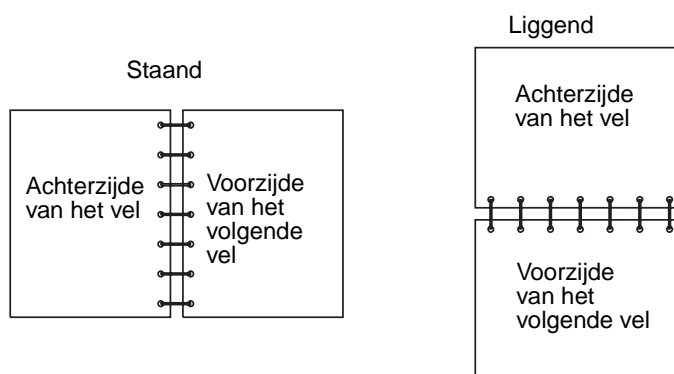 Staand
Achterzijde
van het vel
Voorzijde
van het
volgende
vel
Liggend
Achterzijde
van het vel
Voorzijde
van het
volgende vel